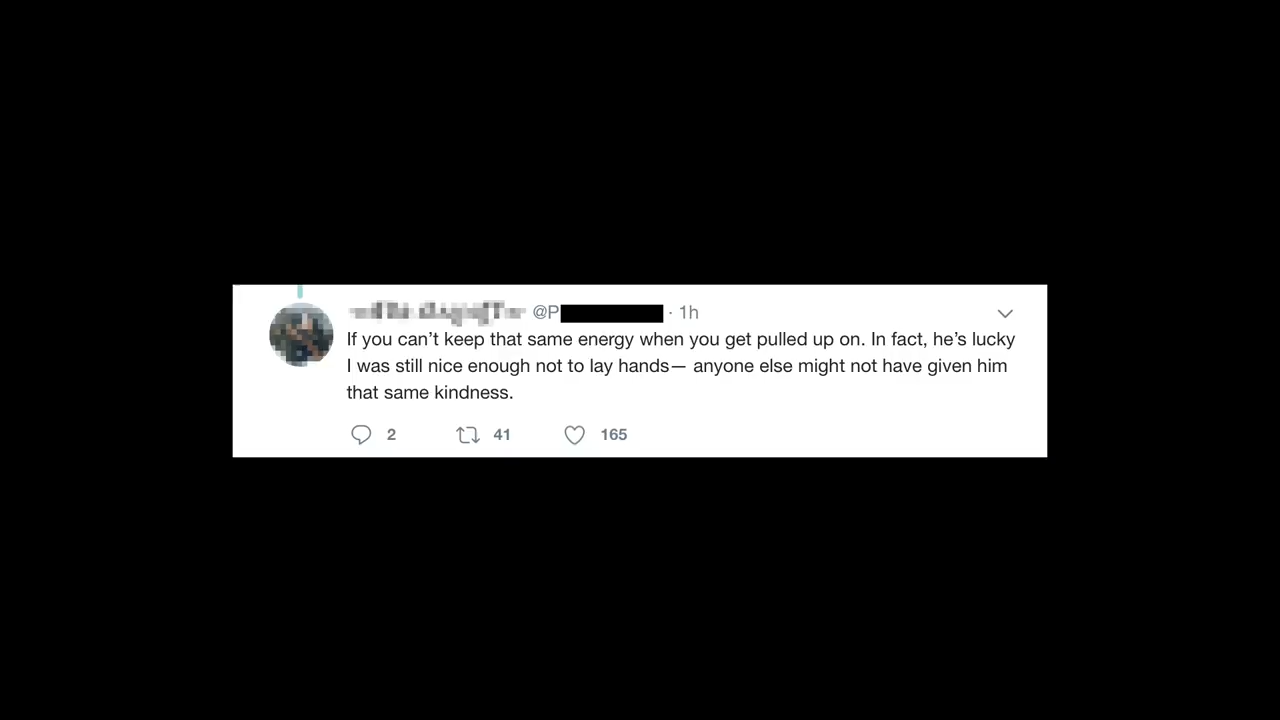 @P · 1h
If you can’t keep that same energy when you get pulled up on. In fact, he’s lucky
I was still nice enough not to lay hands— anyone else might not have given him
that same kindness.
2 41 165